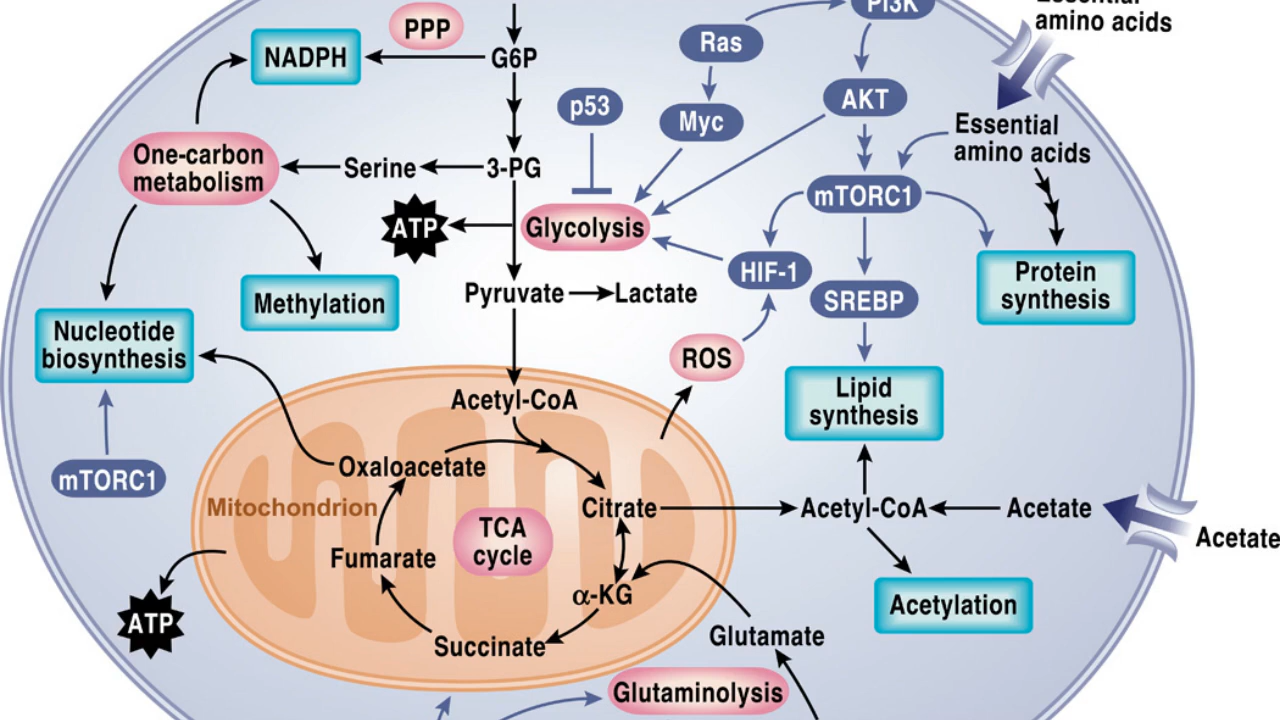 Essential
amino acids
PI3K
PPP
Ras
NADPH
G6P
p53
AKT
Myc
Essential
amino acids
One-carbon
metabolism
Serine
3-PG
mTORC1
ATP
Glycolysis
HIF-1
Protein
synthesis
Methylation
Pyruvate
Lactate
SREBP
Nucleotide
biosynthesis
ROS
Acetyl-CoA
Lipid
synthesis
Oxaloacetate
mTORC1
Mitochondrion
Citrate
Acetyl-CoA
Acetate
TCA
cycle
Acetate
Fumarate
α-KG
Acetylation
ATP
Succinate
Glutamate
Glutaminolysis